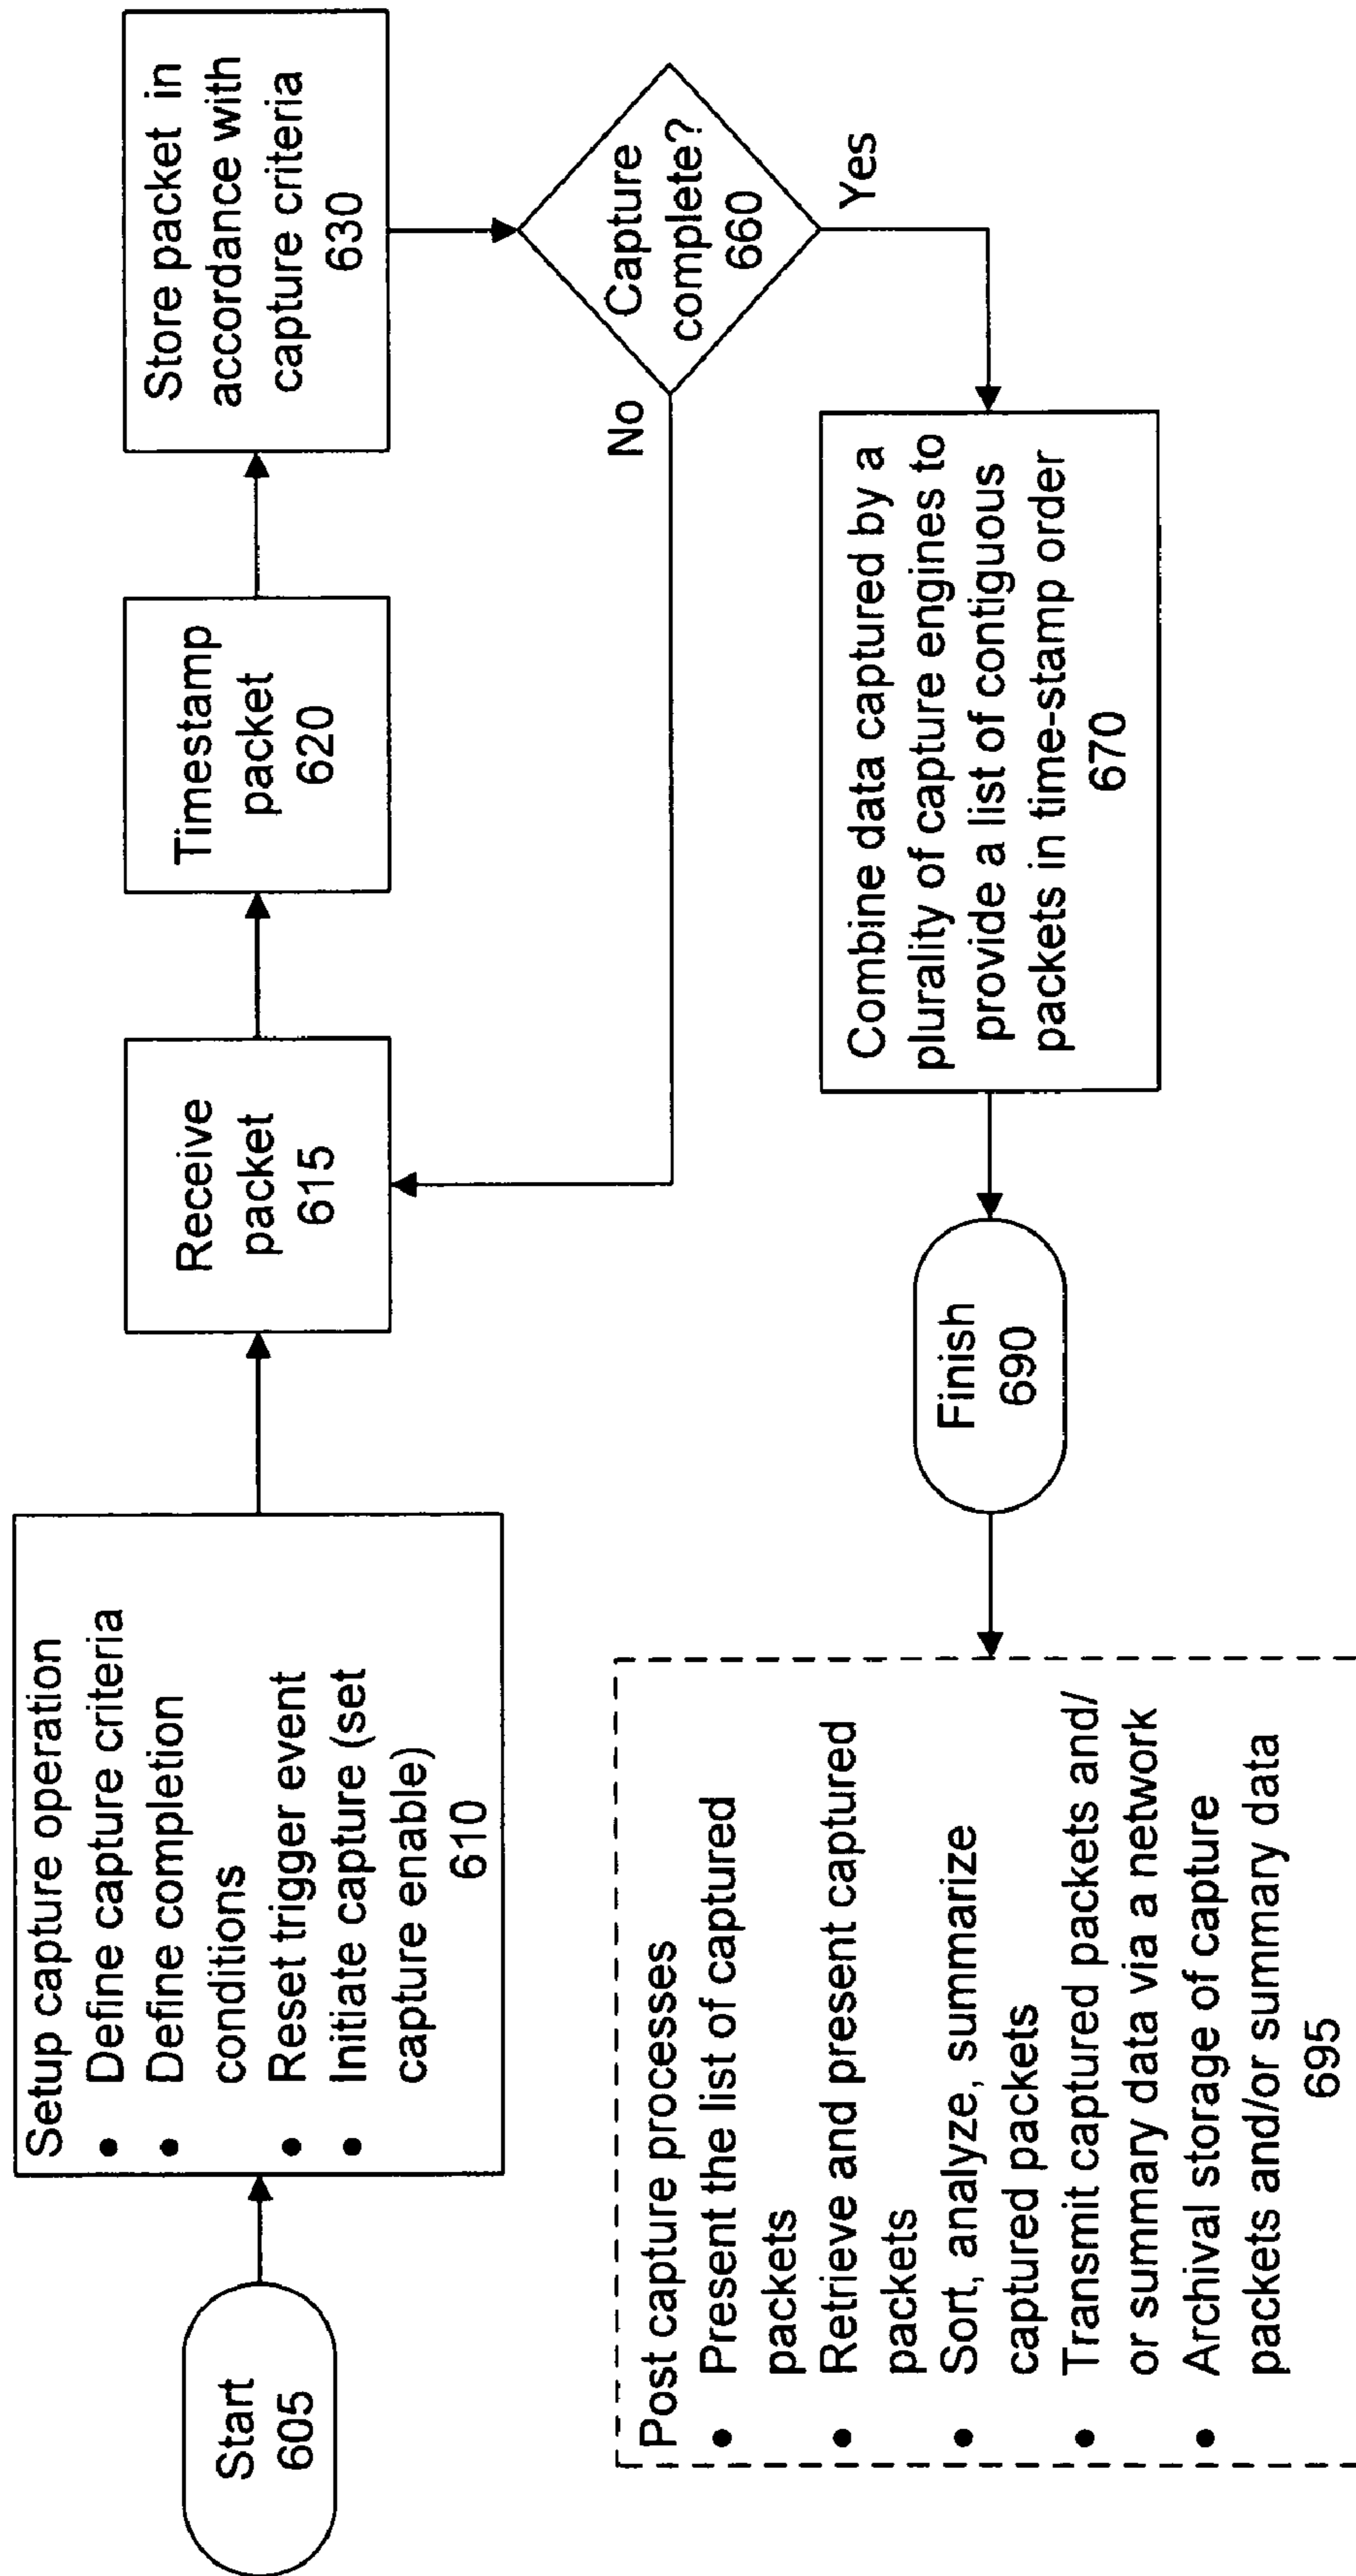 Start
605
Setup capture operation
• Define capture criteria
• Define completion
conditions
• Reset trigger event
• Initiate capture (set
capture enable)
610
Receive
packet
615
Timestamp
packet
620
Store packet in
accordance with
capture criteria
630
Capture
complete?
660
No
Yes
Combine data captured by a
plurality of capture engines to
provide a list of contiguous
packets in time-stamp order
670
Finish
690
Post capture processes
• Present the list of captured
packets
• Retrieve and present captured
packets
• Sort, analyze, summarize
captured packets
• Transmit captured packets and/
or summary data via a network
• Archival storage of capture
packets and/or summary data
695